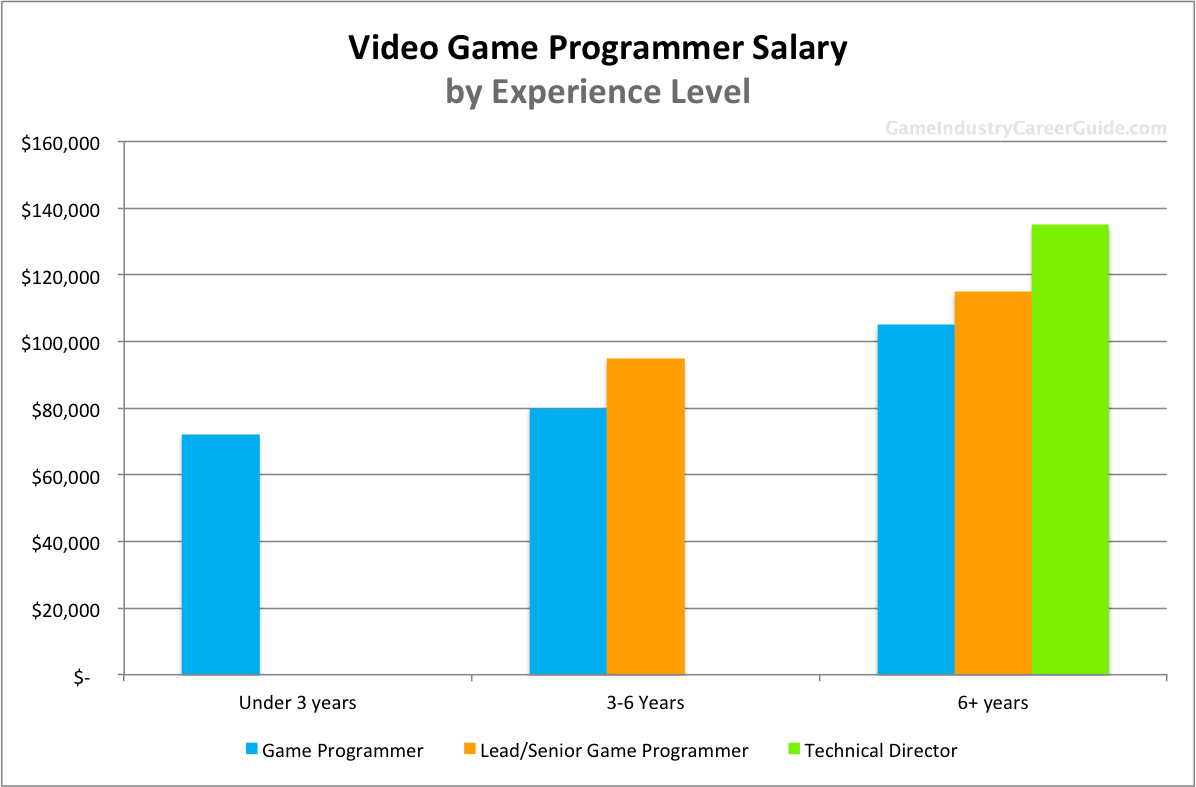 Video Game Programmer Salary
by Experience Level
GameIndustryCareerGuide.com
$160,000
$140,000
$120,000
$100,000
$80,000
$60,000
$40,000
$20,000
$-
Under 3 years
3-6 Years
6+ years
Game Programmer
Lead/Senior Game Programmer
Technical Director